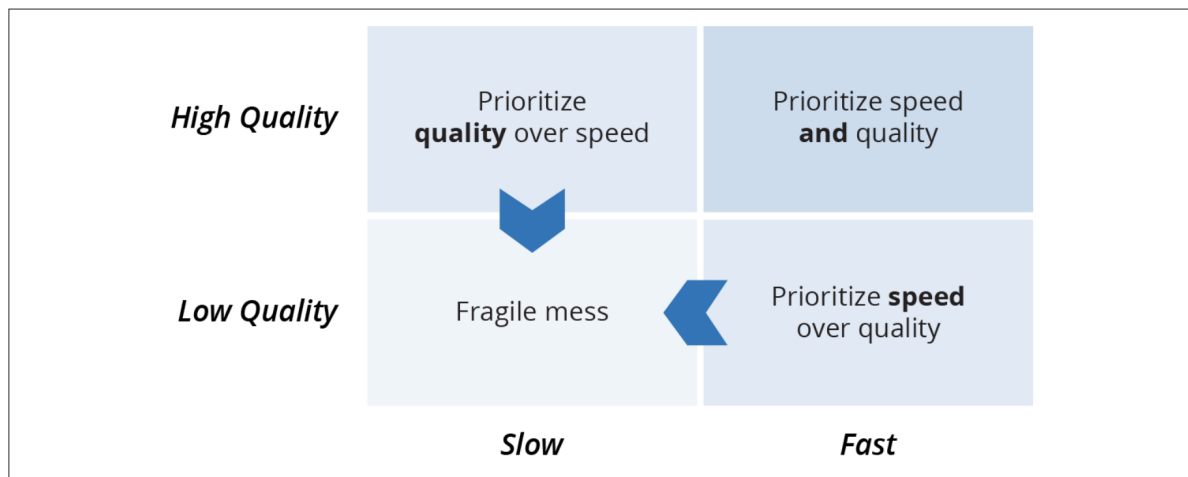 High Quality
Prioritize
quality over speed
Prioritize speed
and quality
Low Quality
Fragile mess
Prioritize speed
over quality
Slow
Fast